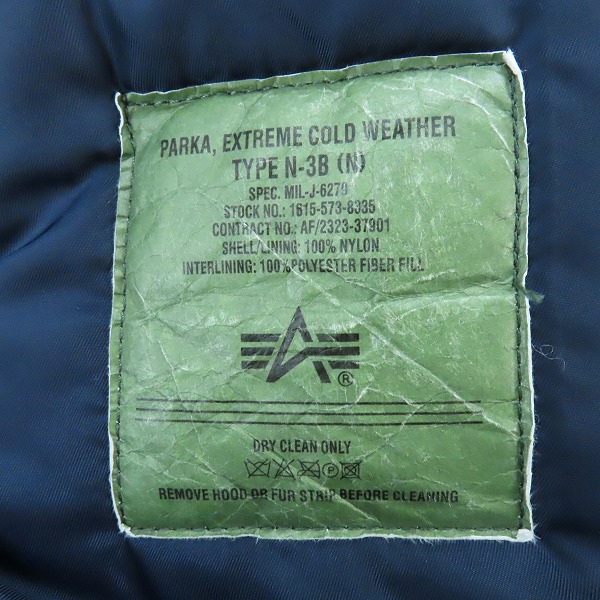 PARKA, EXTREME COLD WEATHER
TYPE N-3B (N)
SPEC. MIL-J-6279
STOCK NO.: 1615-573-8335
CONTRACT NO.: AF/2323-37901
SHELL/LINING: 100% NYLON
INTERLINING: 100%POLYESTER FIBER FILL
®
DRY CLEAN ONLY
P
REMOVE HOOD OR FUR STRIP BEFORE CLEANING